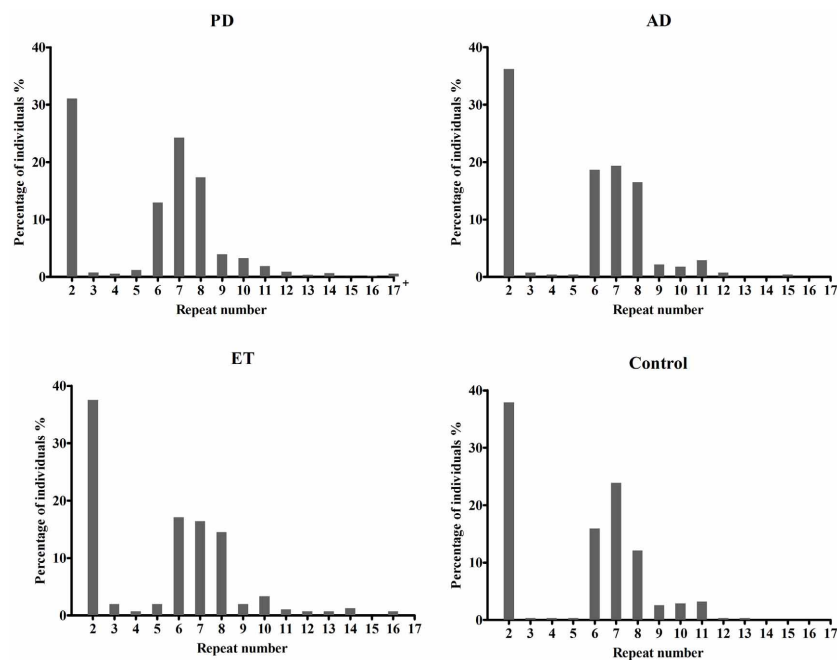 PD
Percentage of individuals %
40
30
20
10
0
2 3 4 5 6 7 8 9 10 11 12 13 14 15 16 17 +
Repeat number
AD
Percentage of individuals %
40
30
20
10
0
2 3 4 5 6 7 8 9 10 11 12 13 14 15 16 17
Repeat number
ET
Percentage of individuals %
40
30
20
10
0
2 3 4 5 6 7 8 9 10 11 12 13 14 15 16 17
Repeat number
Control
Percentage of individuals %
40
30
20
10
0
2 3 4 5 6 7 8 9 10 11 12 13 14 15 16 17
Repeat number